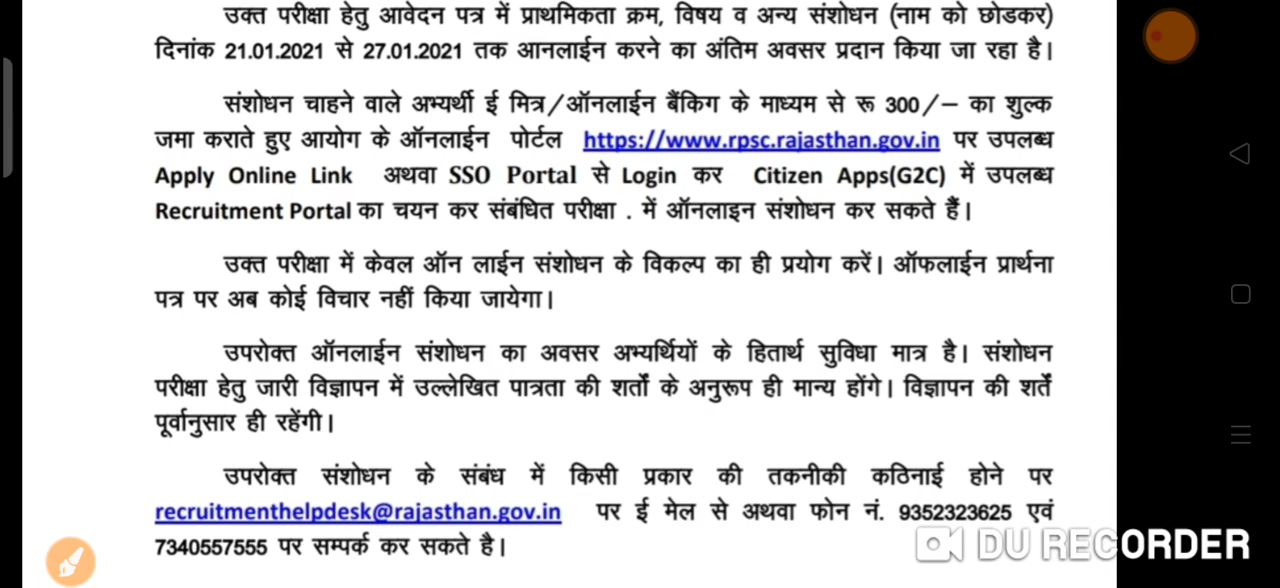 उक्त परीक्षा हेतु आवेदन पत्र में प्राथमिकता क्रम, विषय व अन्य संशोधन (नाम को छोडकर)
दिनांक 21.01.2021 से 27.01.2021 तक आनलाईन करने का अंतिम अवसर प्रदान किया जा रहा है।
संशोधन चाहने वाले अभ्यर्थी ई मित्र/ऑनलाईन बैंकिग के माध्यम से रू 300/– का शुल्क
जमा कराते हुए आयोग के ऑनलाईन पोर्टल https://www.rpsc.rajasthan.gov.in पर उपलब्ध
Apply Online Link अथवा SSO Portal से Login कर Citizen Apps(G2C) में उपलब्ध
Recruitment Portal का चयन कर संबंधित परीक्षा . में ऑनलाइन संशोधन कर सकते हैं।
उक्त परीक्षा में केवल ऑन लाईन संशोधन के विकल्प का ही प्रयोग करें। ऑफलाईन प्रार्थना
पत्र पर अब कोई विचार नहीं किया जायेगा।
उपरोक्त ऑनलाईन संशोधन का अवसर अभ्यर्थियों के हितार्थ सुविधा मात्र है। संशोधन
परीक्षा हेतु जारी विज्ञापन में उल्लेखित पात्रता की शर्तों के अनुरूप ही मान्य होंगे। विज्ञापन की शर्तें
पूर्वानुसार ही रहेंगी।
उपरोक्त संशोधन के संबंध में किसी प्रकार की तकनीकी कठिनाई होने पर
recruitmenthelpdesk@rajasthan.gov.in पर ई मेल से अथवा फोन नं. 9352323625 एवं
7340557555 पर सम्पर्क कर सकते है।
DU RECORDER